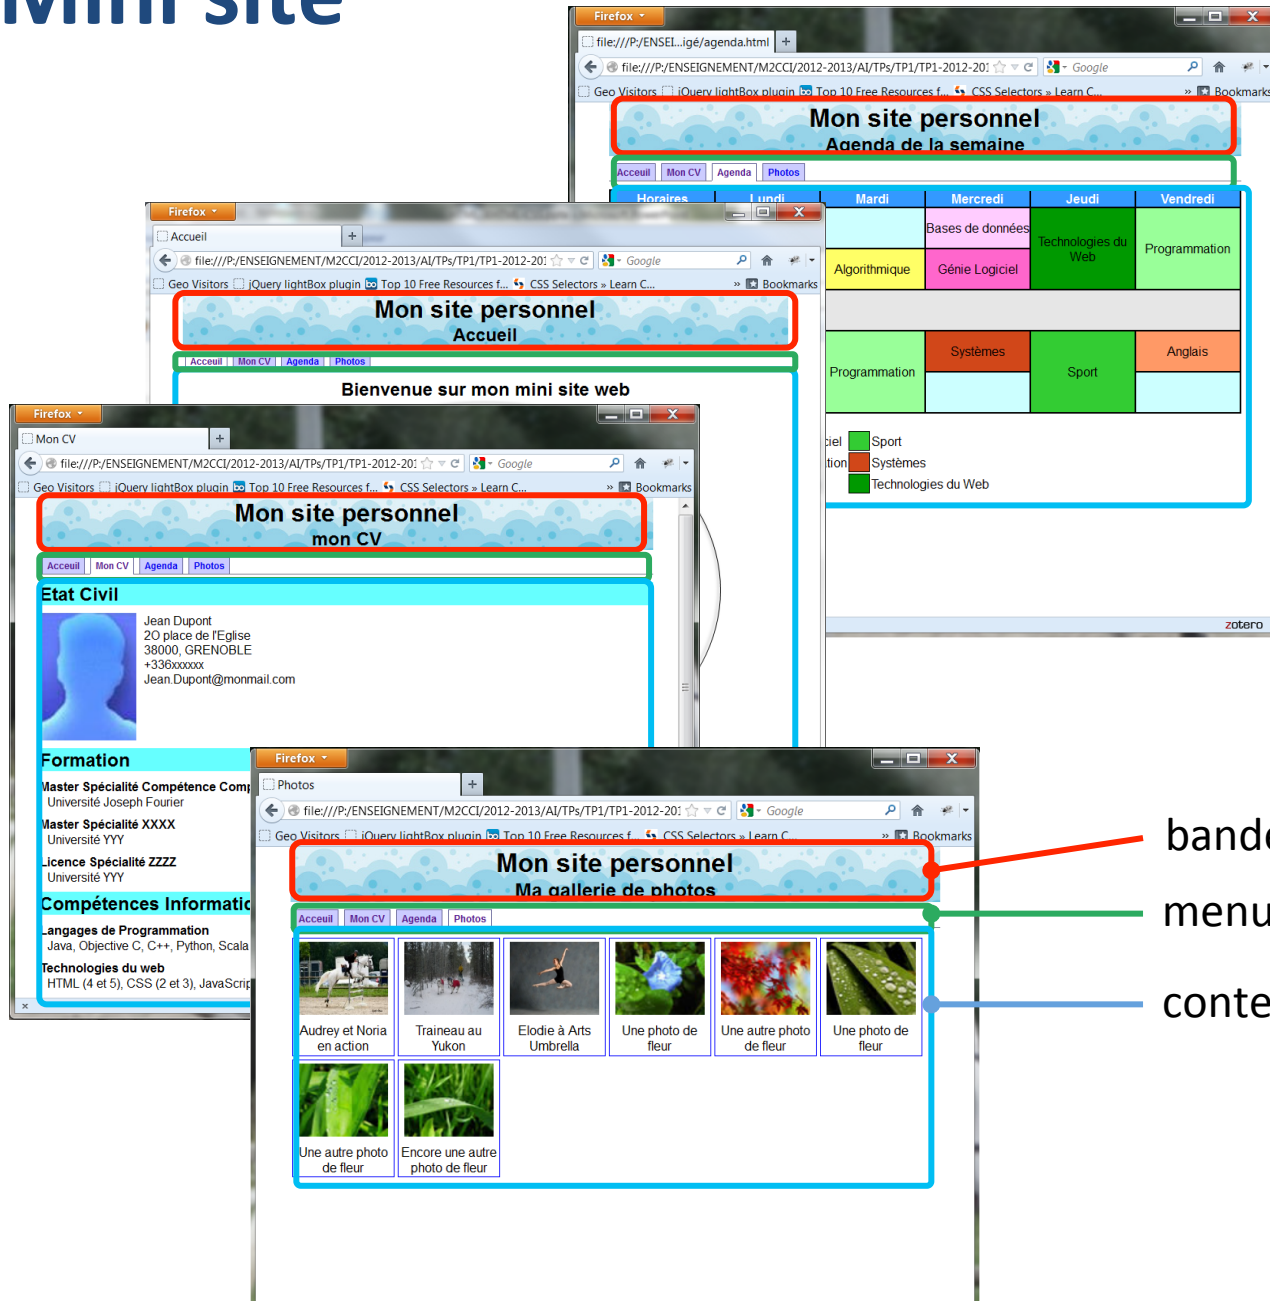 Mini site
Firefox
file:///P:/ENSEI...igé/agenda.html
file:///P:/ENSEIGNEMENT/M2CCI/2012-2013/AI/TPs/TP1/TP1-2012-201
Google
Geo Visitors jQuery lightBox plugin Top 10 Free Resources f... CSS Selectors » Learn C... » Bookmarks
Mon site personnel
Agenda de la semaine
Acceuil Mon CV Agenda Photos
Horaires Lundi Mardi Mercredi Jeudi Vendredi
Bases de données
Technologies du
Web
Programmation
Algorithmique Génie Logiciel
Systèmes Anglais
Programmation Sport
ciel Sport
tion Systèmes
Technologies du Web
zotero
Firefox
Accueil
file:///P:/ENSEIGNEMENT/M2CCI/2012-2013/AI/TPs/TP1/TP1-2012-201
Google
Geo Visitors jQuery lightBox plugin Top 10 Free Resources f... CSS Selectors » Learn C... » Bookmarks
Mon site personnel
Accueil
Acceuil Mon CV Agenda Photos
Bienvenue sur mon mini site web
Firefox
Mon CV
file:///P:/ENSEIGNEMENT/M2CCI/2012-2013/AI/TPs/TP1/TP1-2012-201
Google
Geo Visitors jQuery lightBox plugin Top 10 Free Resources f... CSS Selectors » Learn C... » Bookmarks
Mon site personnel
mon CV
Acceuil Mon CV Agenda Photos
Etat Civil
Jean Dupont
2O place de l'Eglise
38000, GRENOBLE
+336xxxxxx
Jean.Dupont@monmail.com
Formation
Master Spécialité Compétence Comp
Université Joseph Fourier
Master Spécialité XXXX
Université YYY
Licence Spécialité ZZZZ
Université YYY
Compétences Informatic
Langages de Programmation
Java, Objective C, C++, Python, Scala
Technologies du web
HTML (4 et 5), CSS (2 et 3), JavaScrip
Firefox
Photos
file:///P:/ENSEIGNEMENT/M2CCI/2012-2013/AI/TPs/TP1/TP1-2012-201
Google
Geo Visitors jQuery lightBox plugin Top 10 Free Resources f... CSS Selectors » Learn C... » Bookmarks
Mon site personnel
Ma gallerie de photos
Acceuil Mon CV Agenda Photos
Audrey et Noria
en action
Traineau au
Yukon
Elodie à Arts
Umbrella
Une photo de
fleur
Une autre photo
de fleur
Une photo de
fleur
Une autre photo
de fleur
Encore une autre
photo de fleur
bande
menu
conte